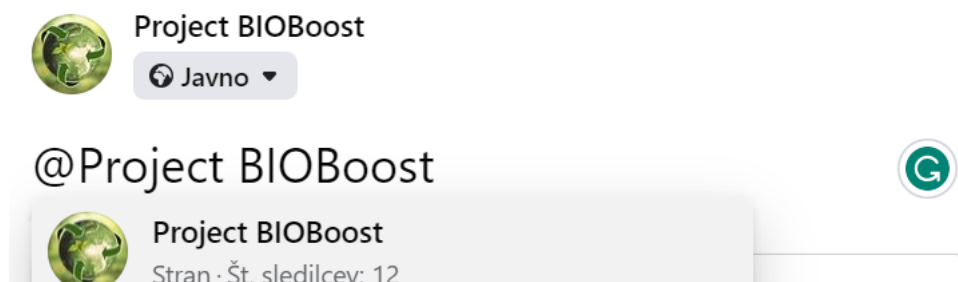 Project BIOBoost
Javno
@Project BIOBoost
Project BIOBoost
Stran · Št. sledilcev: 12